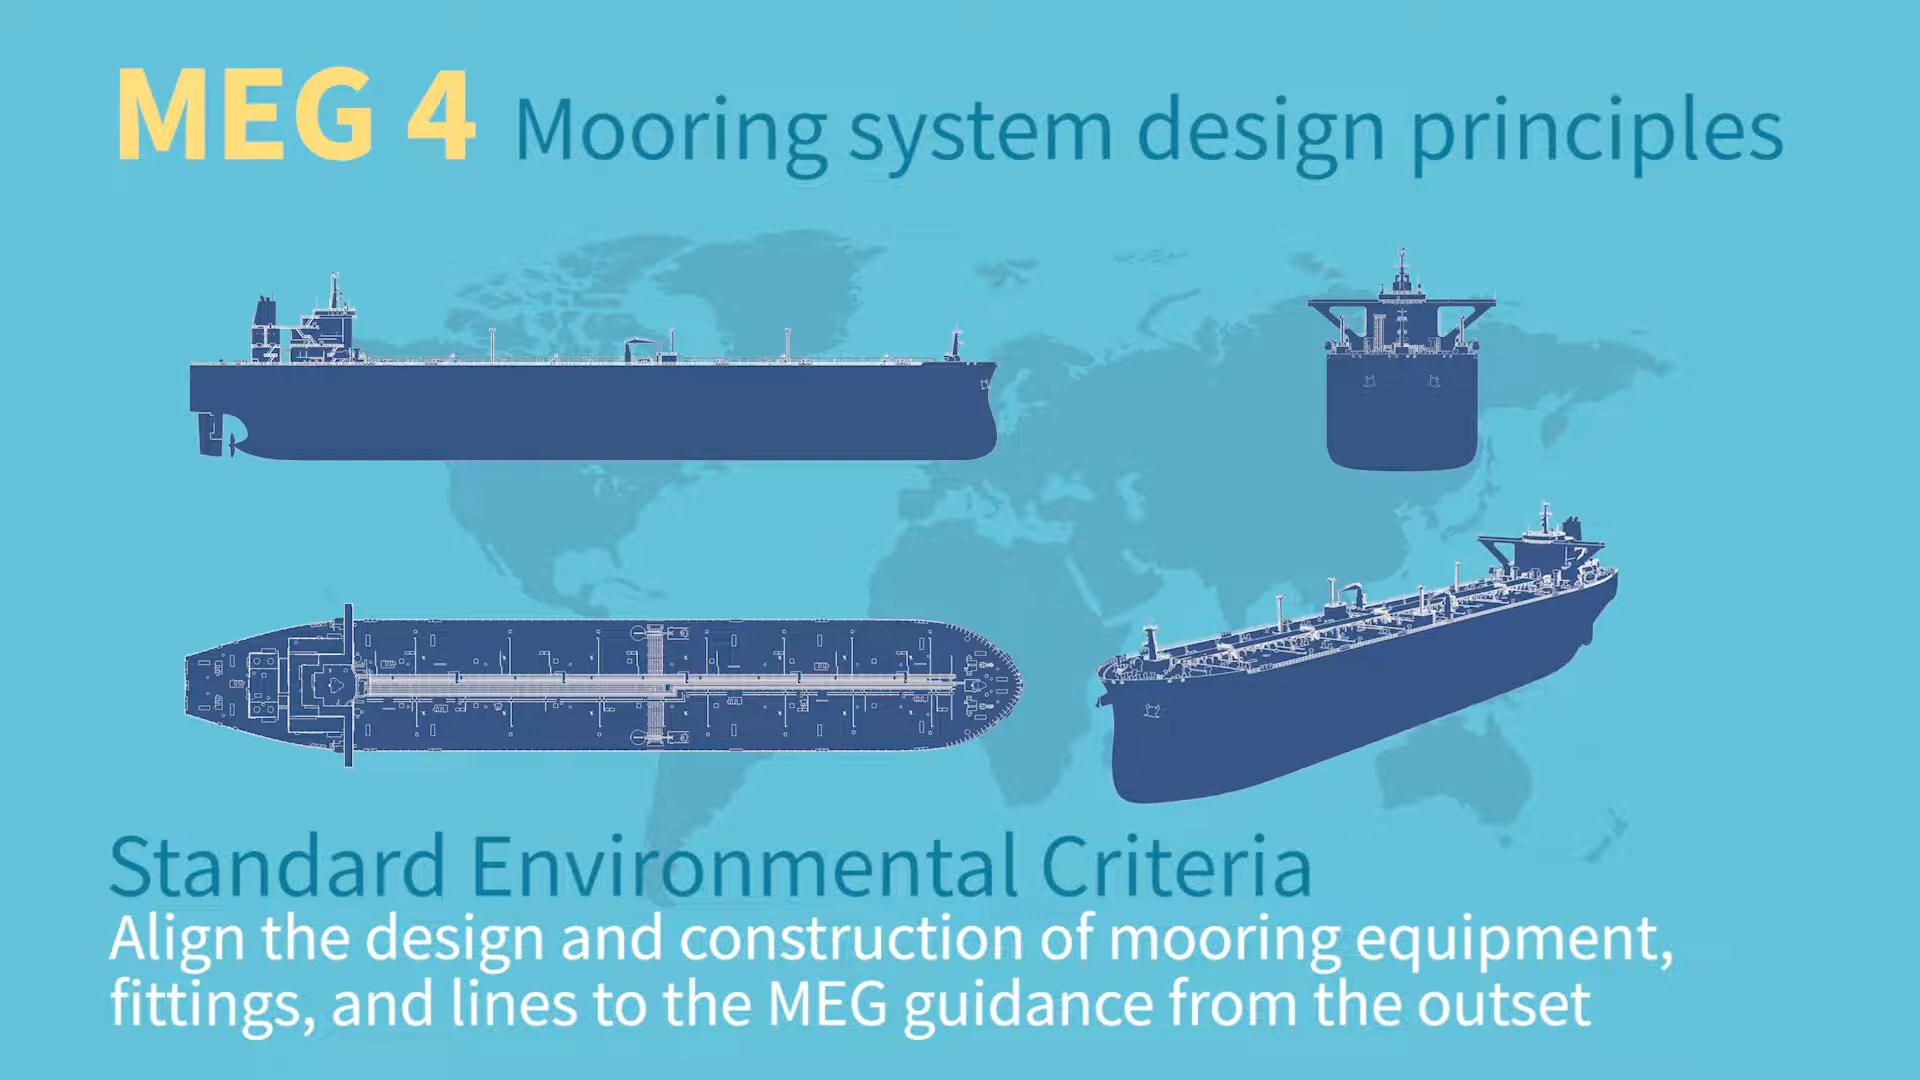 MEG 4 Mooring system design principles
Standard Environmental Criteria
Align the design and construction of mooring equipment,
fittings, and lines to the MEG guidance from the outset